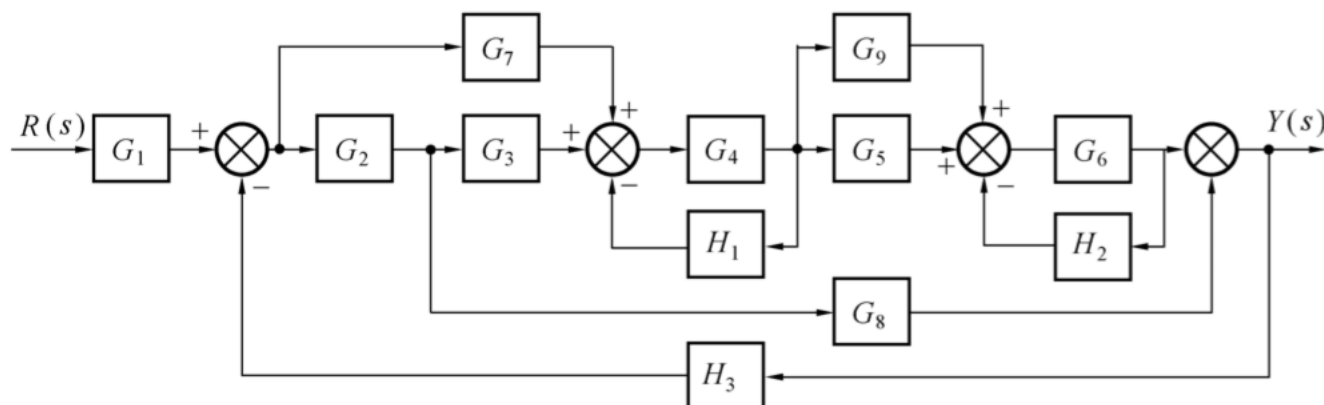 G₇ G₉
+ +
R(s) G₁ + G₂ G₃ + G₄ G₅ + G₆ Y(s)
− − −
H₁ H₂
G₈
H₃